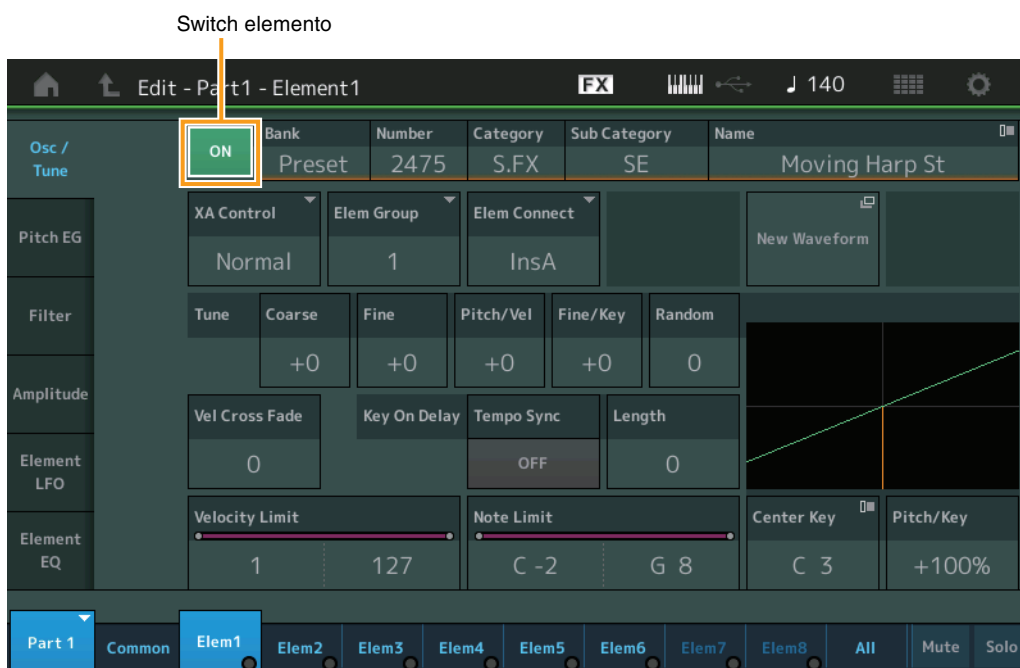 Switch elemento
Edit - Part1 - Element1 FX ♩ 140
Osc / Tune
ON
Bank Number Category Sub Category Name
Preset 2475 S.FX SE Moving Harp St
Pitch EG
XA Control Elem Group Elem Connect New Waveform
Normal 1 InsA
Filter
Tune Coarse Fine Pitch/Vel Fine/Key Random
+0 +0 +0 +0 0
Amplitude
Vel Cross Fade Key On Delay Tempo Sync Length
0 OFF 0
Element LFO
Velocity Limit Note Limit Center Key Pitch/Key
1 127 C -2 G 8 C 3 +100%
Element EQ
Part 1 Common Elem1 Elem2 Elem3 Elem4 Elem5 Elem6 Elem7 Elem8 All Mute Solo